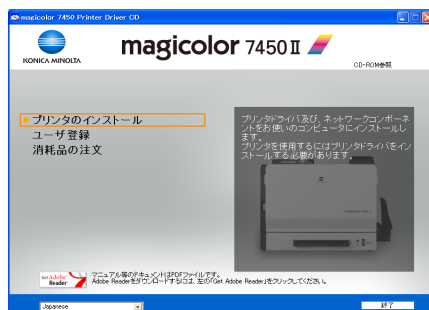 magicolor 7450 Printer Driver CD
KONICA MINOLTA
magicolor 7450 II
CD-ROM参照
プリンタのインストール
ユーザ登録
消耗品の注文
プリンタドライバ及び、ネットワークコンポーネ
ントをお使いのコンピュータにインストールし
ます。
プリンタを使用するにはプリンタドライバをイン
ストールする必要があります。
Get Adobe
Reader
マニュアル等のドキュメントはPDFファイルです。
Adobe Readerをダウンロードするには、左の「Get Adobe Reader」をクリックしてください。
Japanese
終了